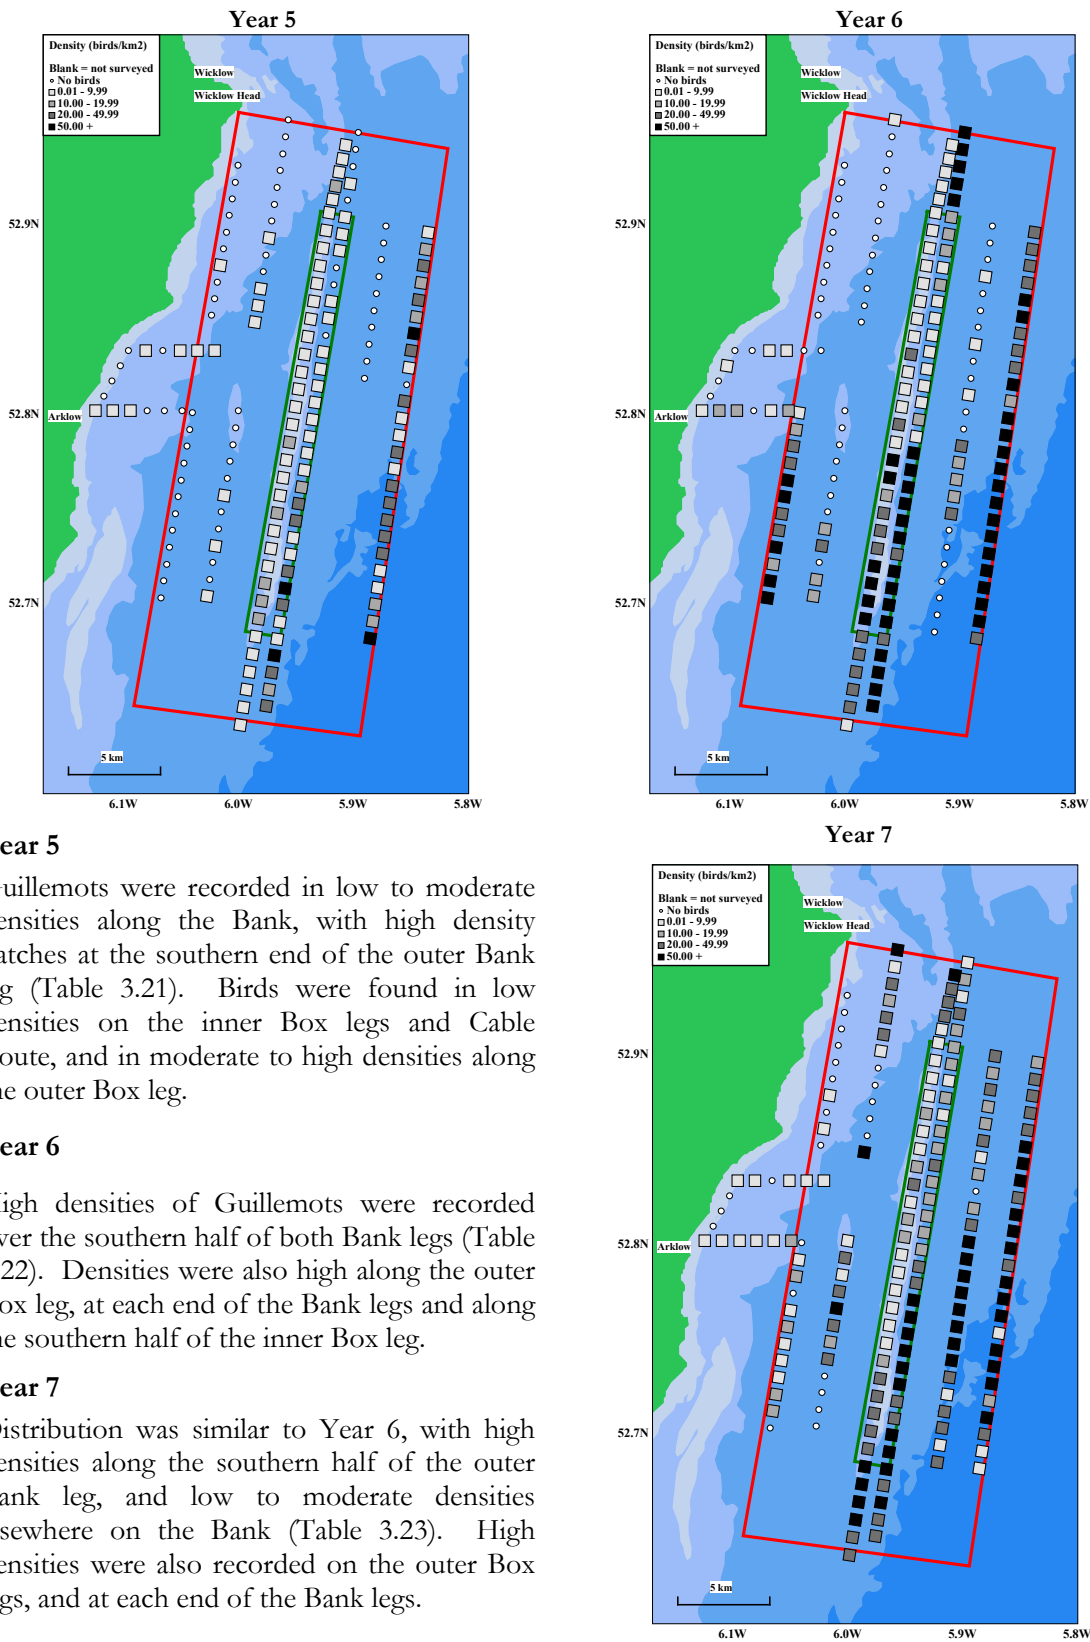 Year 5
Density (birds/km2)
Blank = not surveyed
No birds
0.01 - 9.99
10.00 - 19.99
20.00 - 49.99
50.00 +
Wicklow
Wicklow Head
52.9N
52.8N
Arklow
52.7N
5 km
6.1W 6.0W 5.9W 5.8W
Year 6
Density (birds/km2)
Blank = not surveyed
No birds
0.01 - 9.99
10.00 - 19.99
20.00 - 49.99
50.00 +
Wicklow
Wicklow Head
52.9N
52.8N
Arklow
52.7N
5 km
6.1W 6.0W 5.9W 5.8W
ear 5
uillemots were recorded in low to moderate
ensities along the Bank, with high density
atches at the southern end of the outer Bank
g (Table 3.21). Birds were found in low
ensities on the inner Box legs and Cable
oute, and in moderate to high densities along
he outer Box leg.
ear 6
igh densities of Guillemots were recorded
ver the southern half of both Bank legs (Table
.22). Densities were also high along the outer
ox leg, at each end of the Bank legs and along
he southern half of the inner Box leg.
ear 7
istribution was similar to Year 6, with high
ensities along the southern half of the outer
ank leg, and low to moderate densities
sewhere on the Bank (Table 3.23). High
ensities were also recorded on the outer Box
gs, and at each end of the Bank legs.
Year 7
Density (birds/km2)
Blank = not surveyed
No birds
0.01 - 9.99
10.00 - 19.99
20.00 - 49.99
50.00 +
Wicklow
Wicklow Head
52.9N
52.8N
Arklow
52.7N
5 km
6.1W 6.0W 5.9W 5.8W